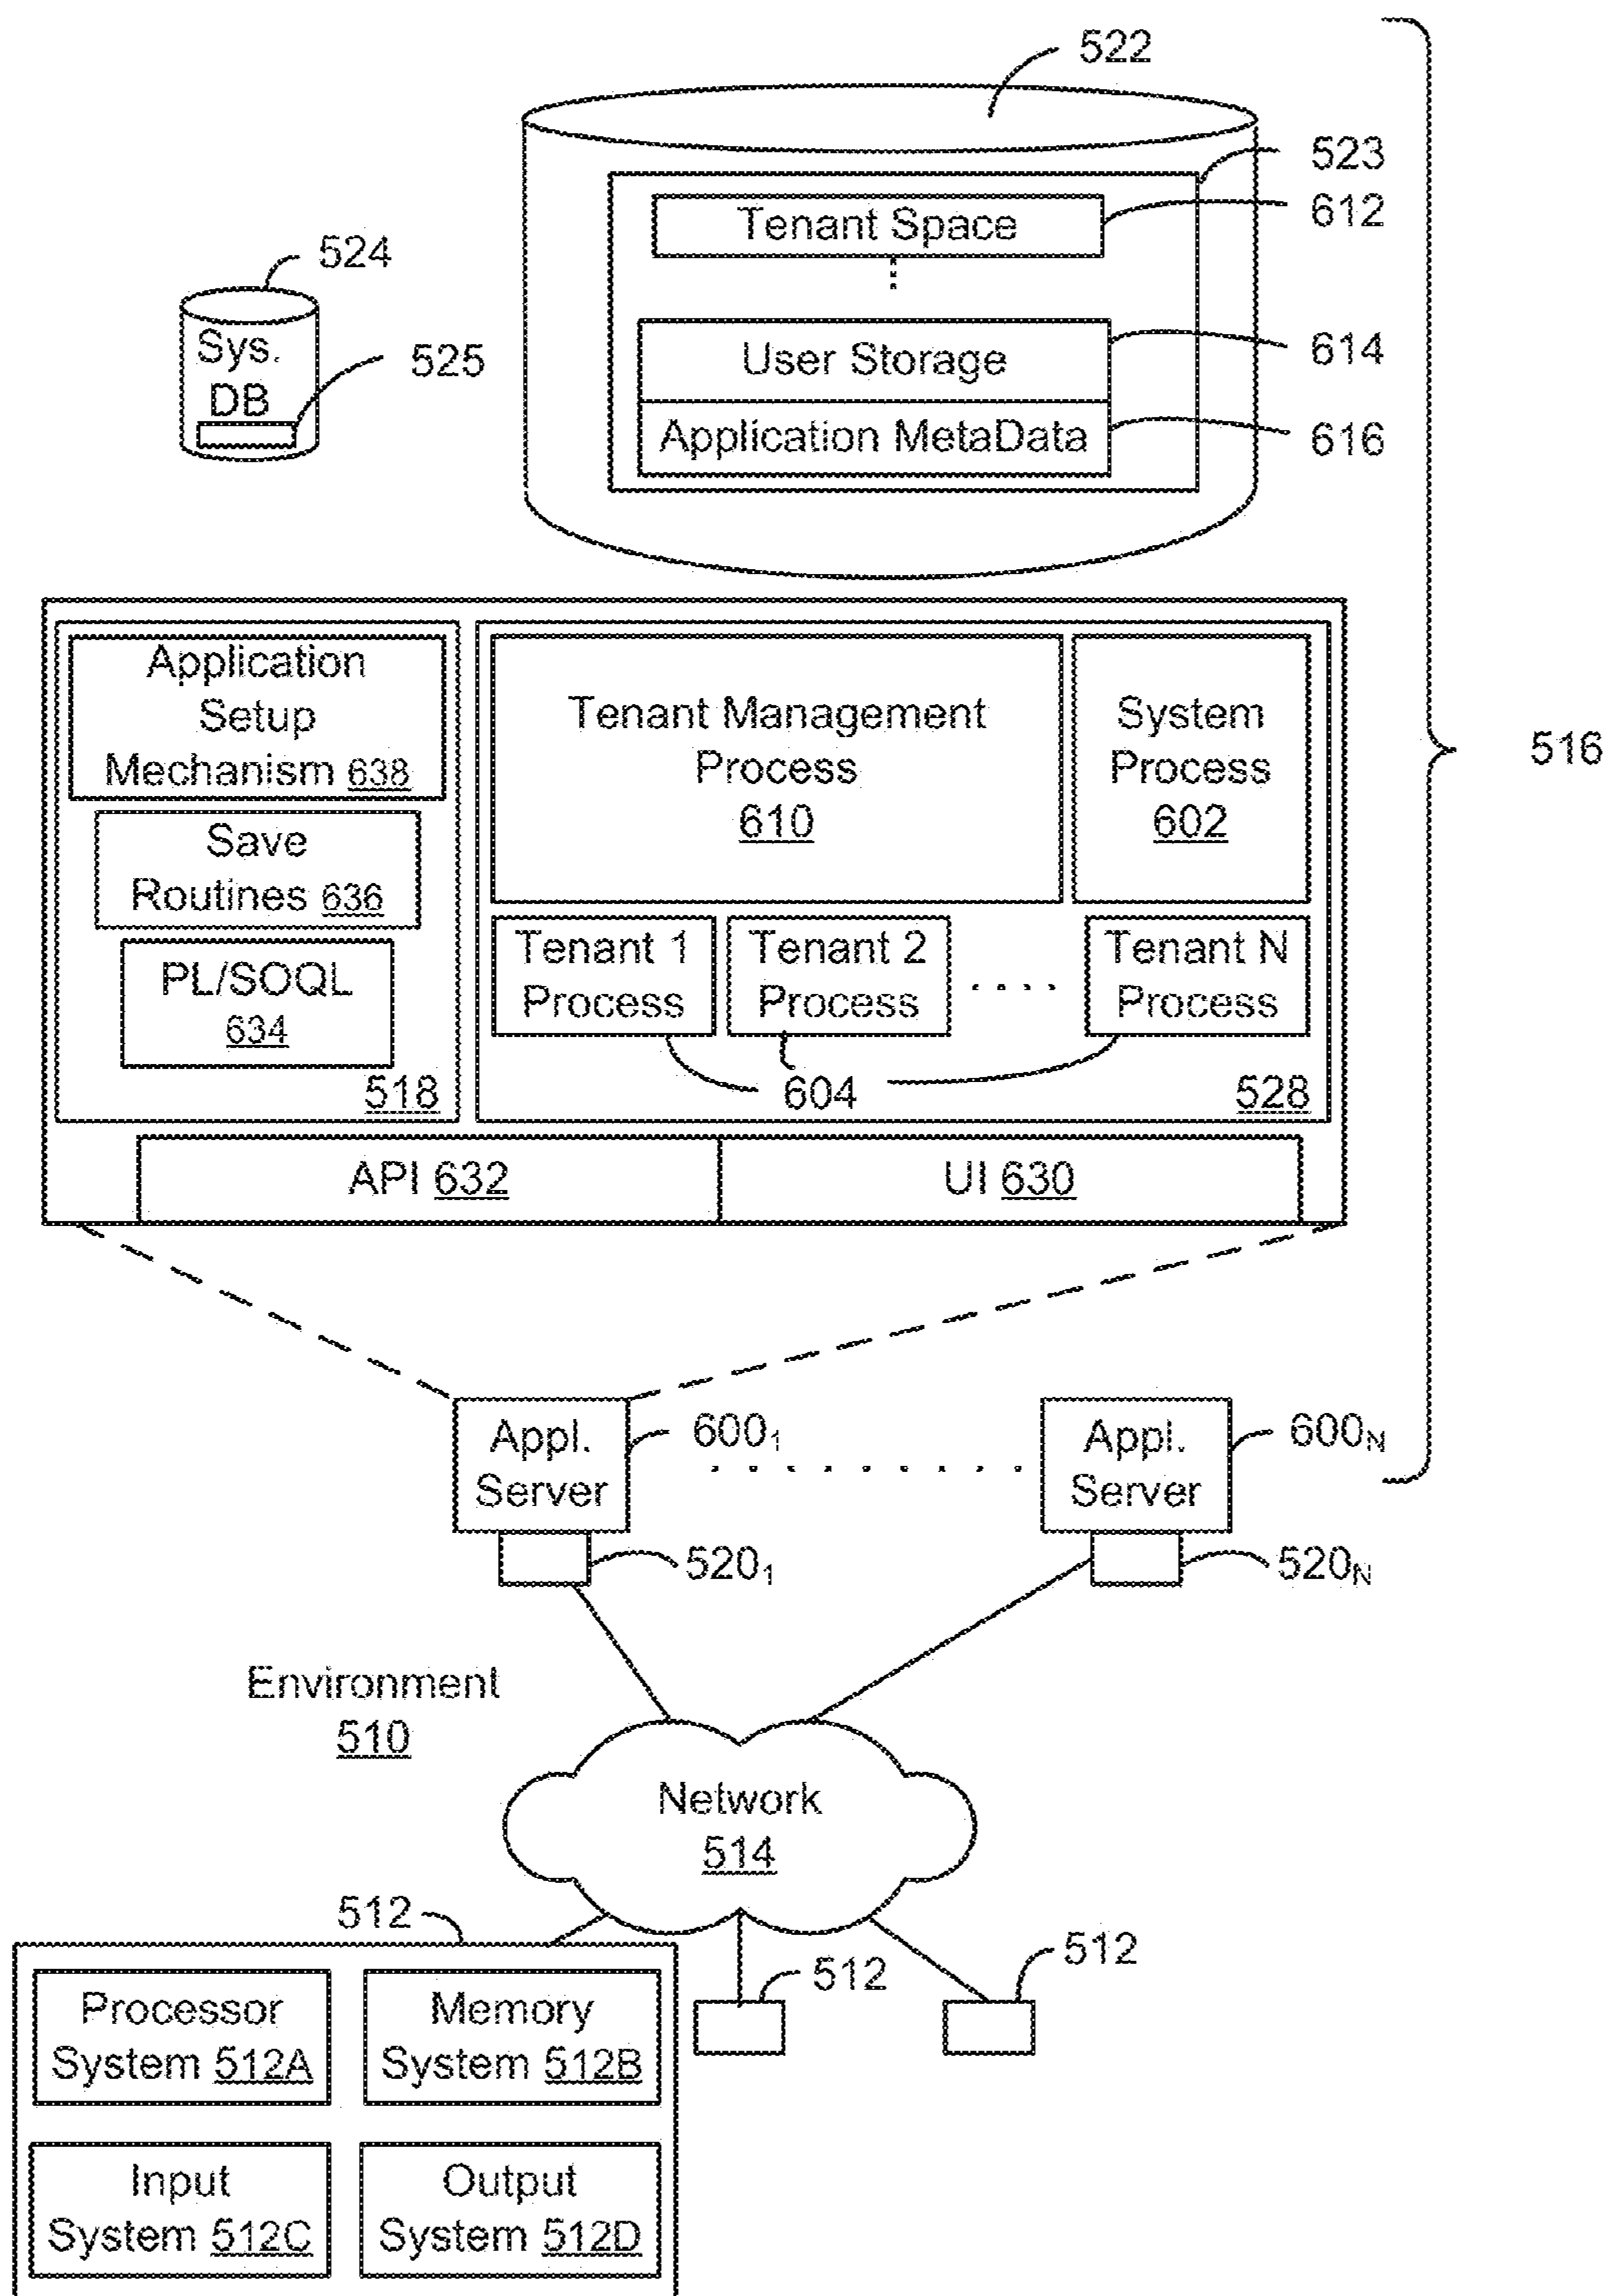 522
523
Tenant Space
612
524
Sys.
DB
525
User Storage
614
Application MetaData
616
Application
Setup
Mechanism 638
Save
Routines 636
PL/SOQL
634
518
Tenant Management
Process
610
System
Process
602
Tenant 1
Process
Tenant 2
Process
Tenant N
Process
604
528
516
API 632
UI 630
Appl.
Server
600₁
Appl.
Server
600N
520₁
520N
Environment
510
Network
514
512
512
512
Processor
System 512A
Memory
System 512B
Input
System 512C
Output
System 512D